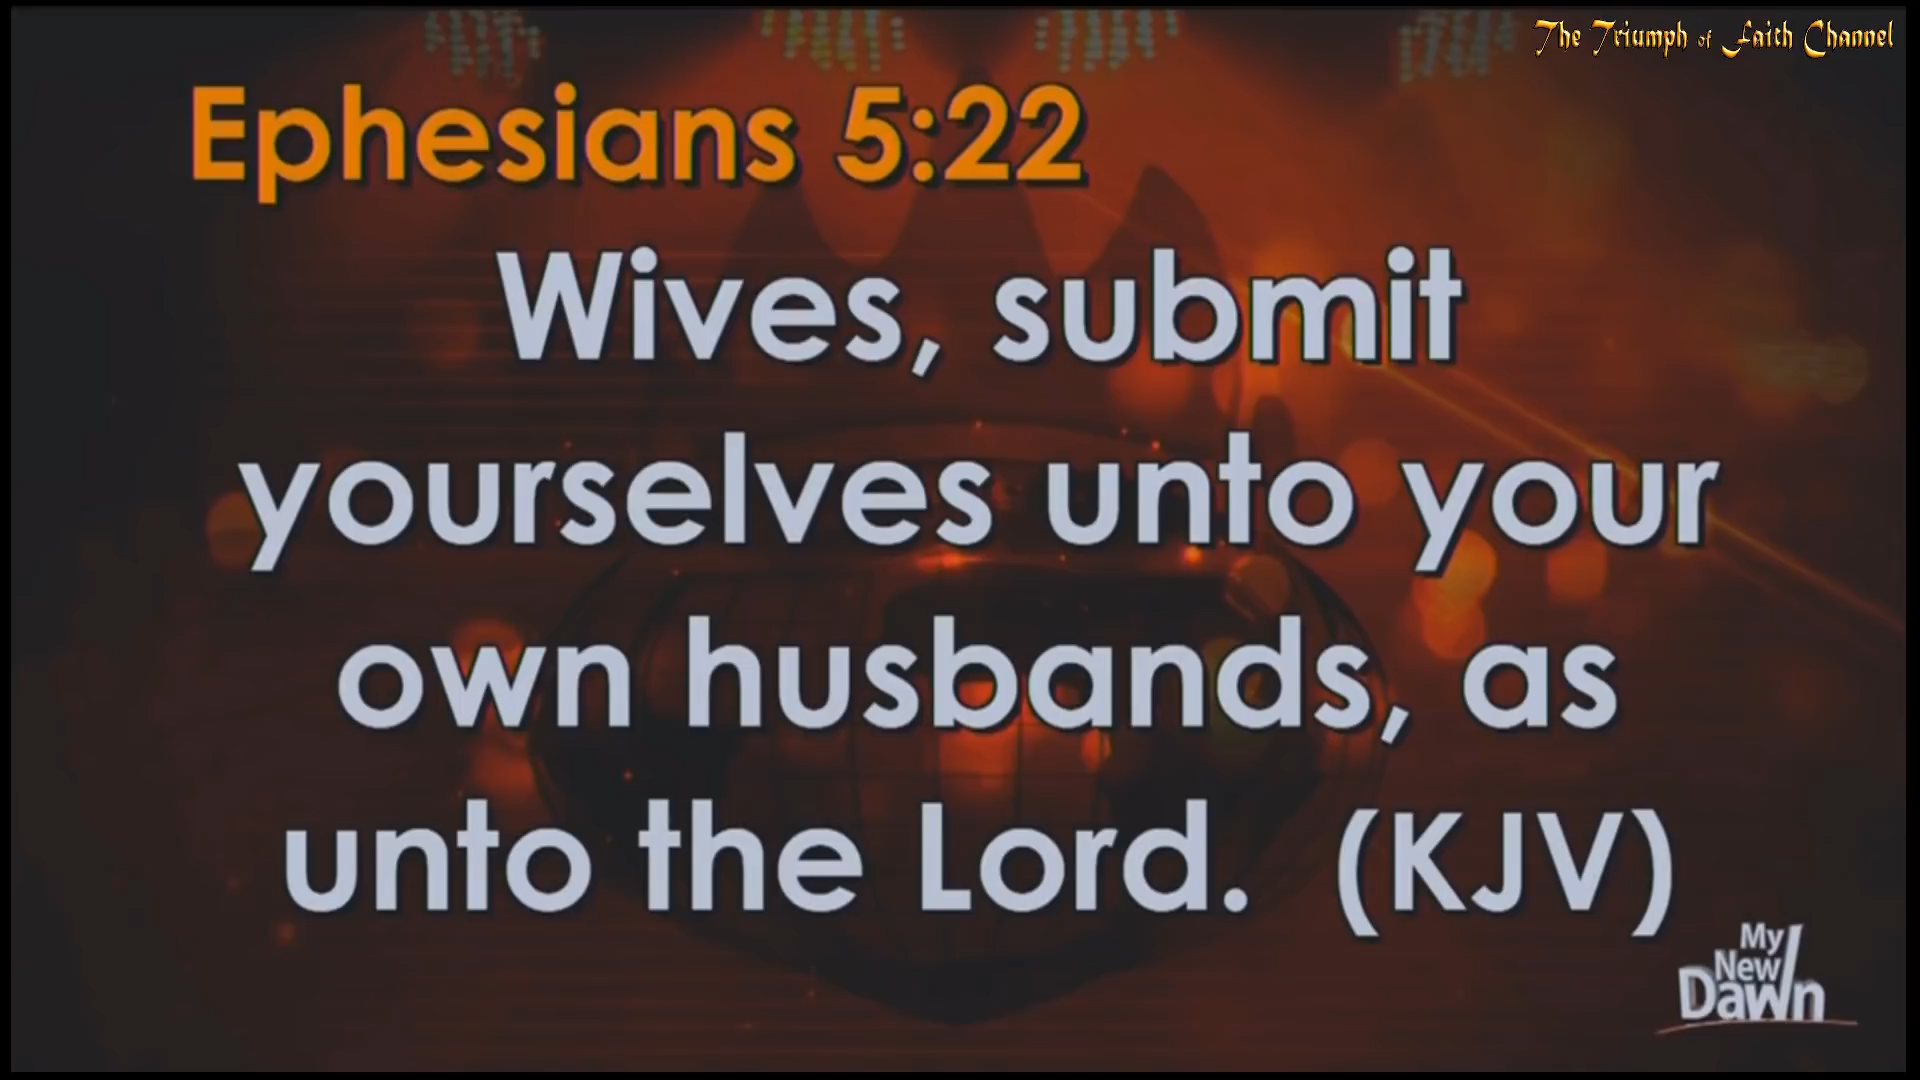 The Triumph of Faith Channel
Ephesians 5:22
Wives, submit
yourselves unto your
own husbands, as
unto the Lord. (KJV)
My
New
Dawn